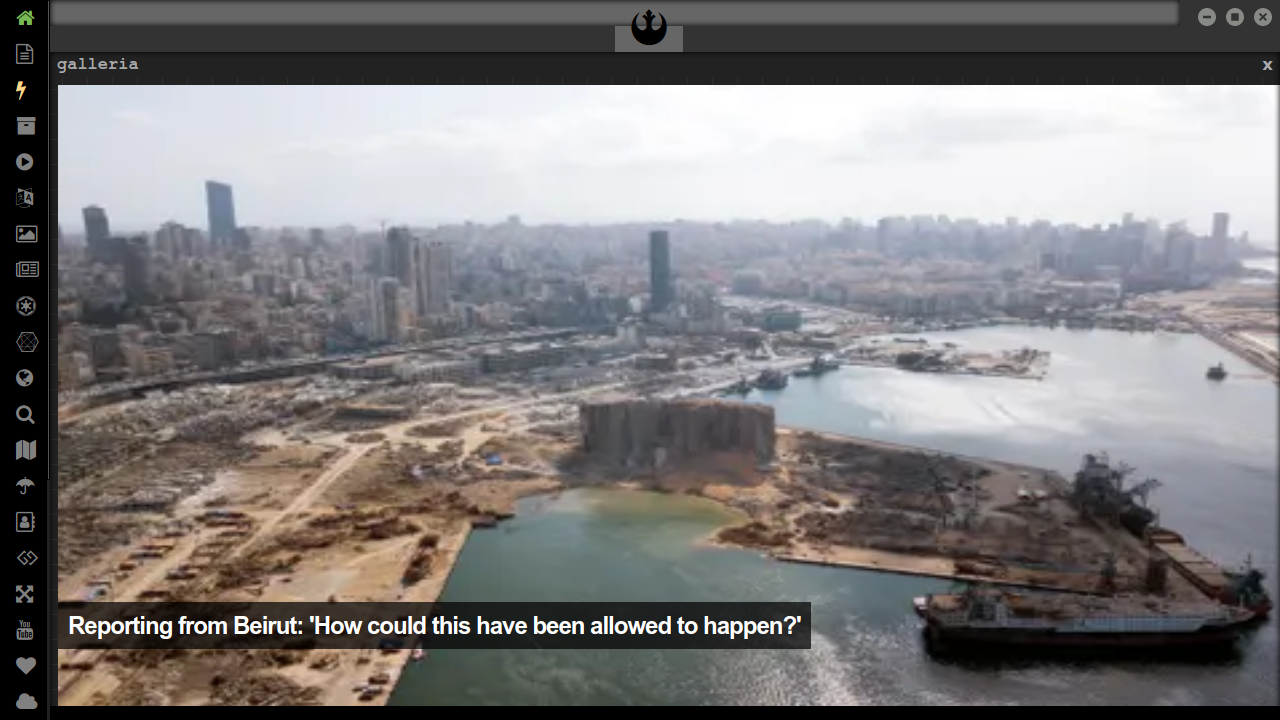 galleria
x
Reporting from Beirut: 'How could this have been allowed to happen?'
You
Tube